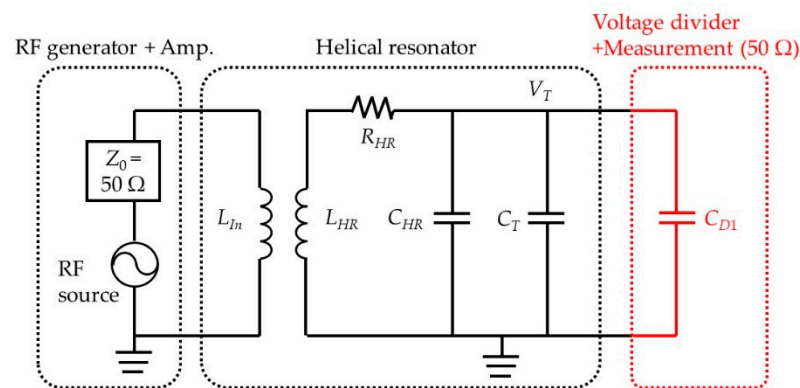 Voltage divider
+Measurement (50 Ω)
RF generator + Amp.
Helical resonator
V_T
Z_0 =
50 Ω
R_HR
L_In
L_HR
C_HR
C_T
C_D1
RF
source